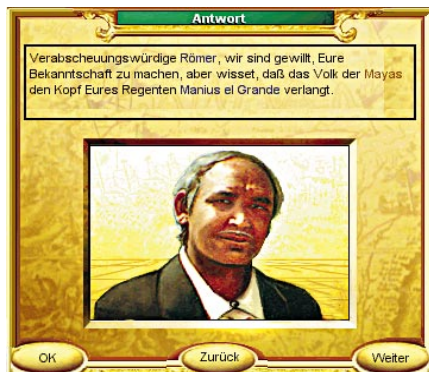 Antwort
Verabscheuungswürdige Römer, wir sind gewillt, Eure
Bekanntschaft zu machen, aber wisset, daß das Volk der Mayas
den Kopf Eures Regenten Manius el Grande verlangt.
OK
Zurück
Weiter